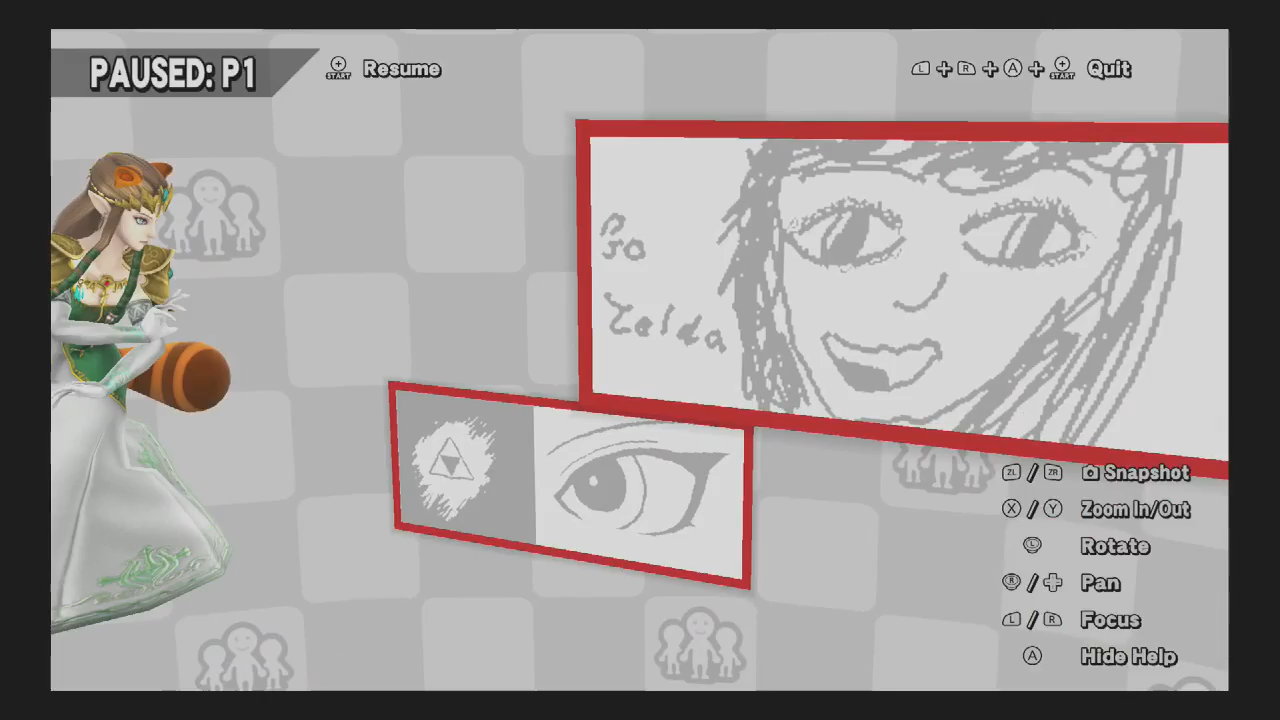 PAUSED: P1
START Resume
L + R + A + START Quit
Go
Zelda
ZL / ZR Snapshot
X / Y Zoom In/Out
L Rotate
R / Pan
L / R Focus
A Hide Help